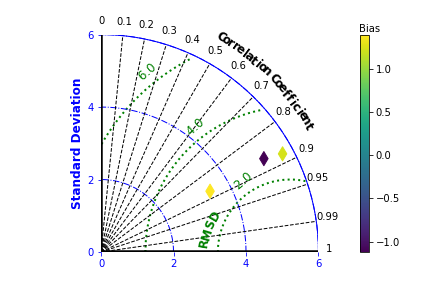 Bias
0 0.1 0.2 0.3 0.4 0.5 0.6 0.7 0.8 0.9 0.95 0.99 1
Correlation Coefficient
Standard Deviation
6
4
2
0
0 2 4 6
6.0
4.0
2.0
RMSD
1.0
0.5
0.0
−0.5
−1.0